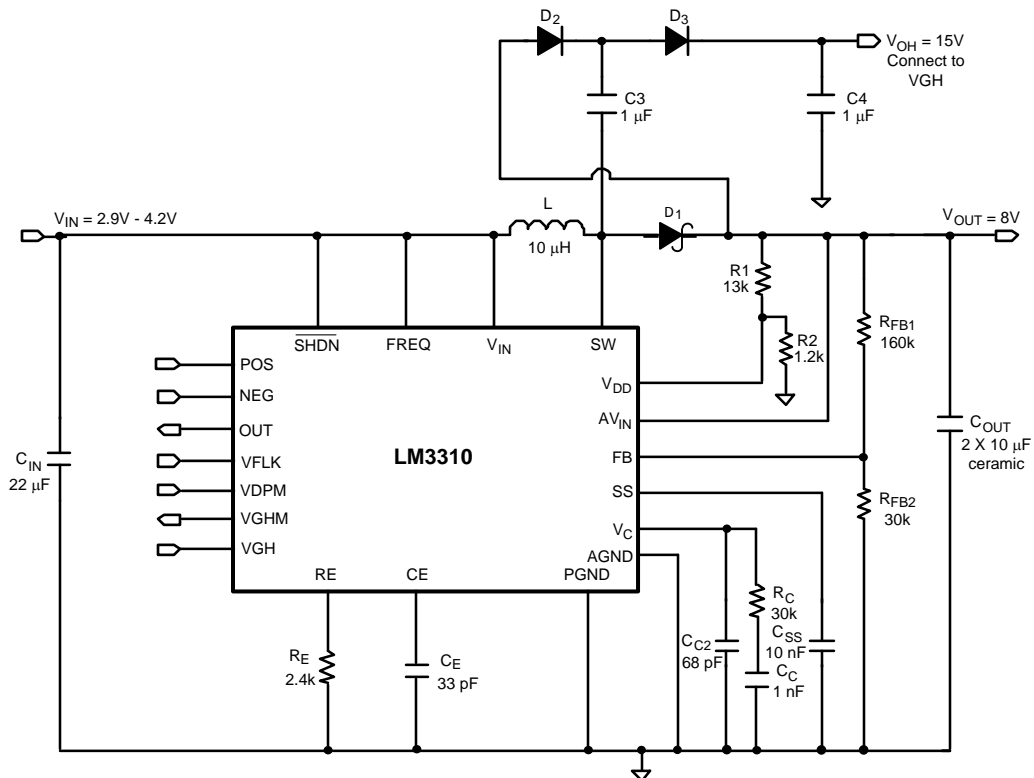 D2
D3
VOH = 15V
Connect to
VGH
C3
1 μF
C4
1 μF
VIN = 2.9V - 4.2V
L
10 μH
D1
VOUT = 8V
R1
13k
R2
1.2k
RFB1
160k
SHDN
FREQ
VIN
SW
POS
NEG
OUT
VFLK
VDPM
VGHM
VGH
LM3310
VDD
AVIN
FB
SS
VC
AGND
PGND
RE
CE
CIN
22 μF
COUT
2 X 10 μF
ceramic
RFB2
30k
RE
2.4k
CE
33 pF
CC2
68 pF
RC
30k
CC
1 nF
CSS
10 nF